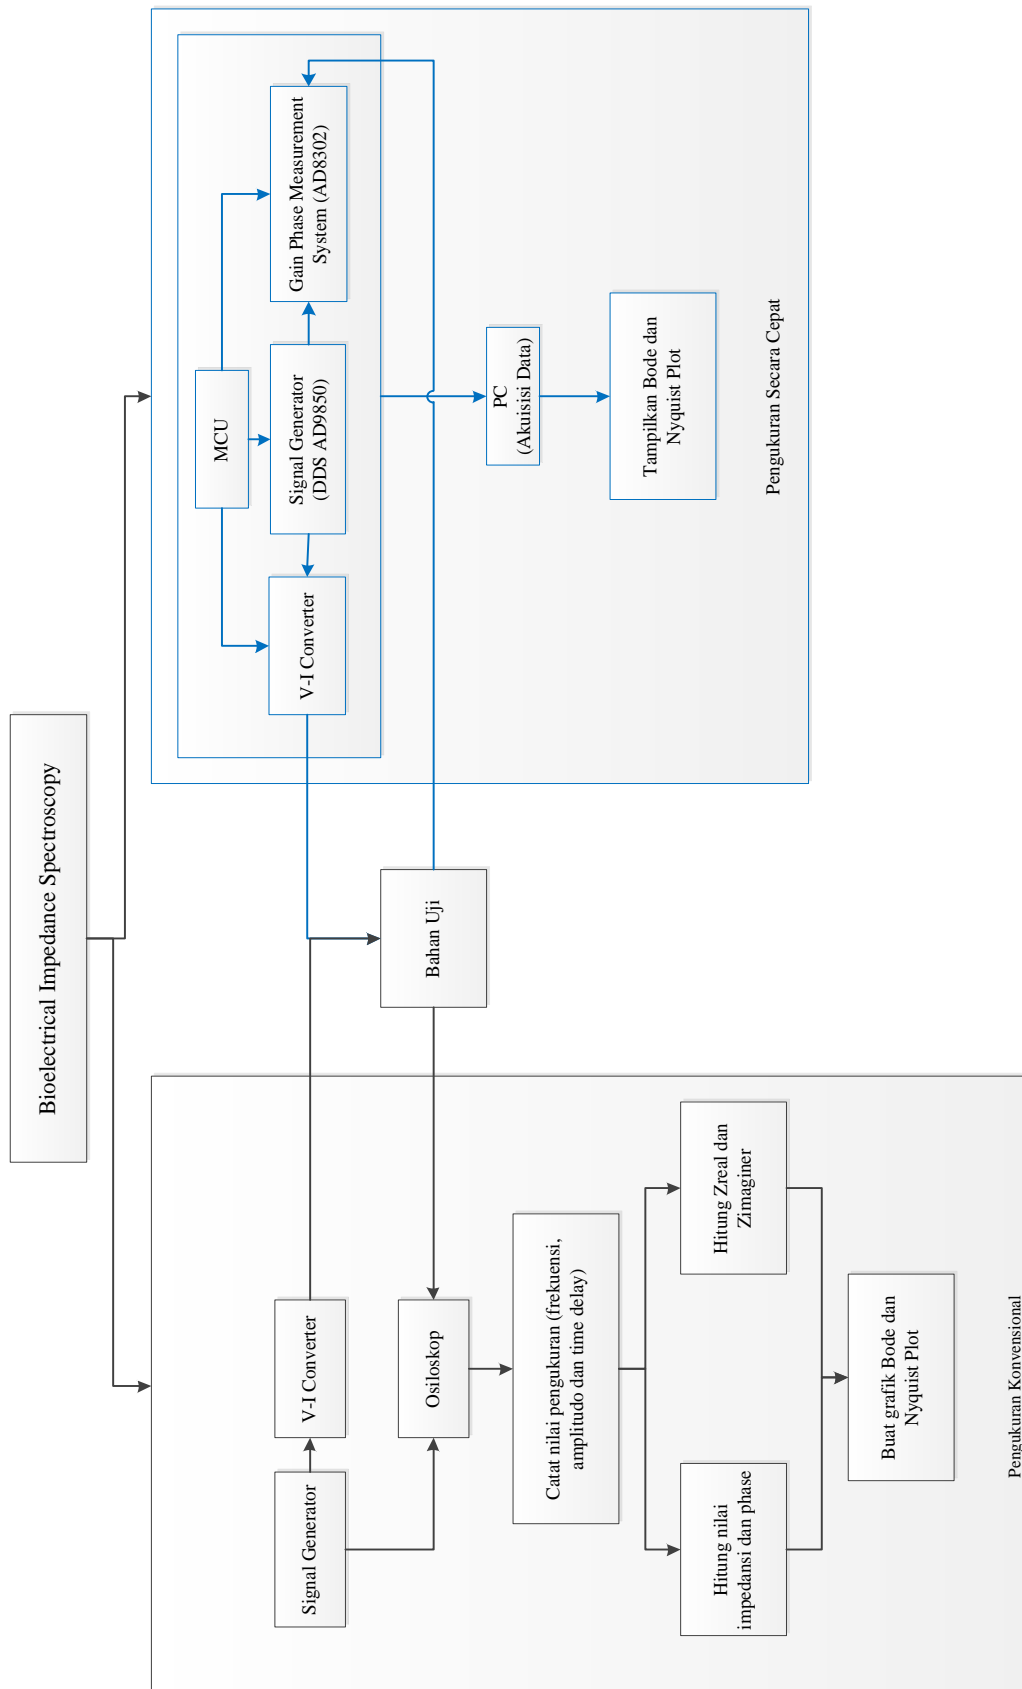 Bioelectrical Impedance Spectroscopy
Signal Generator
V-I Converter
Osiloskop
Catat nilai pengukuran (frekuensi,
amplitudo dan time delay)
Hitung nilai
impedansi dan phase
Hitung Zreal dan
Zimaginer
Buat grafik Bode dan
Nyquist Plot
Pengukuran Konvensional
Bahan Uji
MCU
V-I Converter
Signal Generator
(DDS AD9850)
Gain Phase Measurement
System (AD8302)
PC
(Akuisisi Data)
Tampilkan Bode dan
Nyquist Plot
Pengukuran Secara Cepat